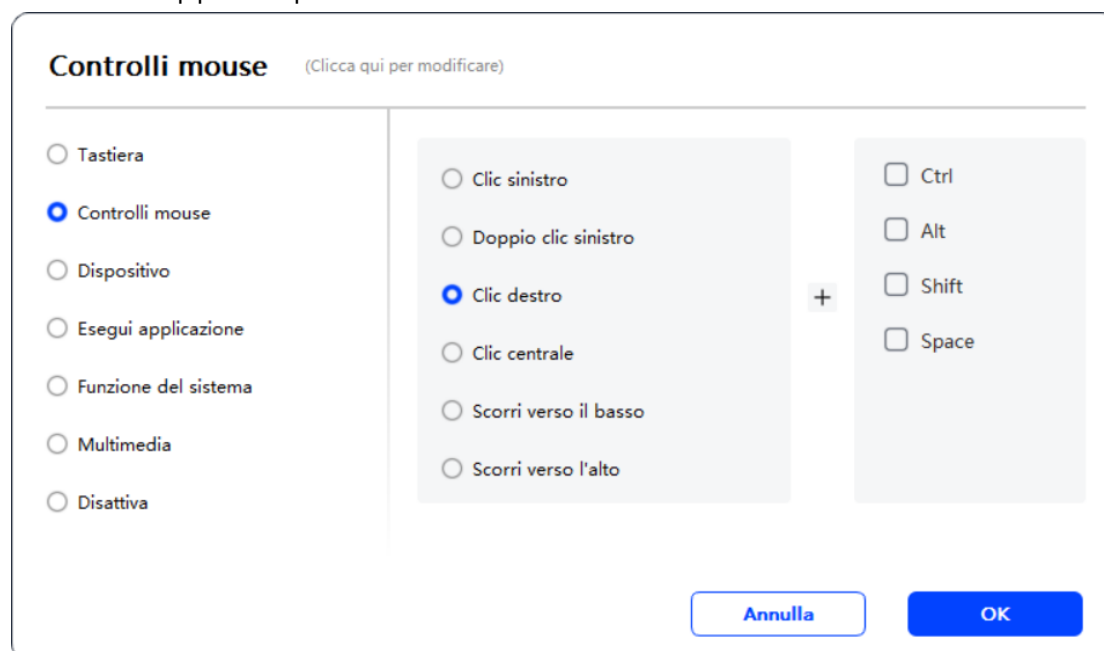 Controlli mouse (Clicca qui per modificare)
Tastiera
Controlli mouse
Dispositivo
Esegui applicazione
Funzione del sistema
Multimedia
Disattiva
Clic sinistro
Doppio clic sinistro
Clic destro
Clic centrale
Scorri verso il basso
Scorri verso l'alto
+
Ctrl
Alt
Shift
Space
Annulla
OK